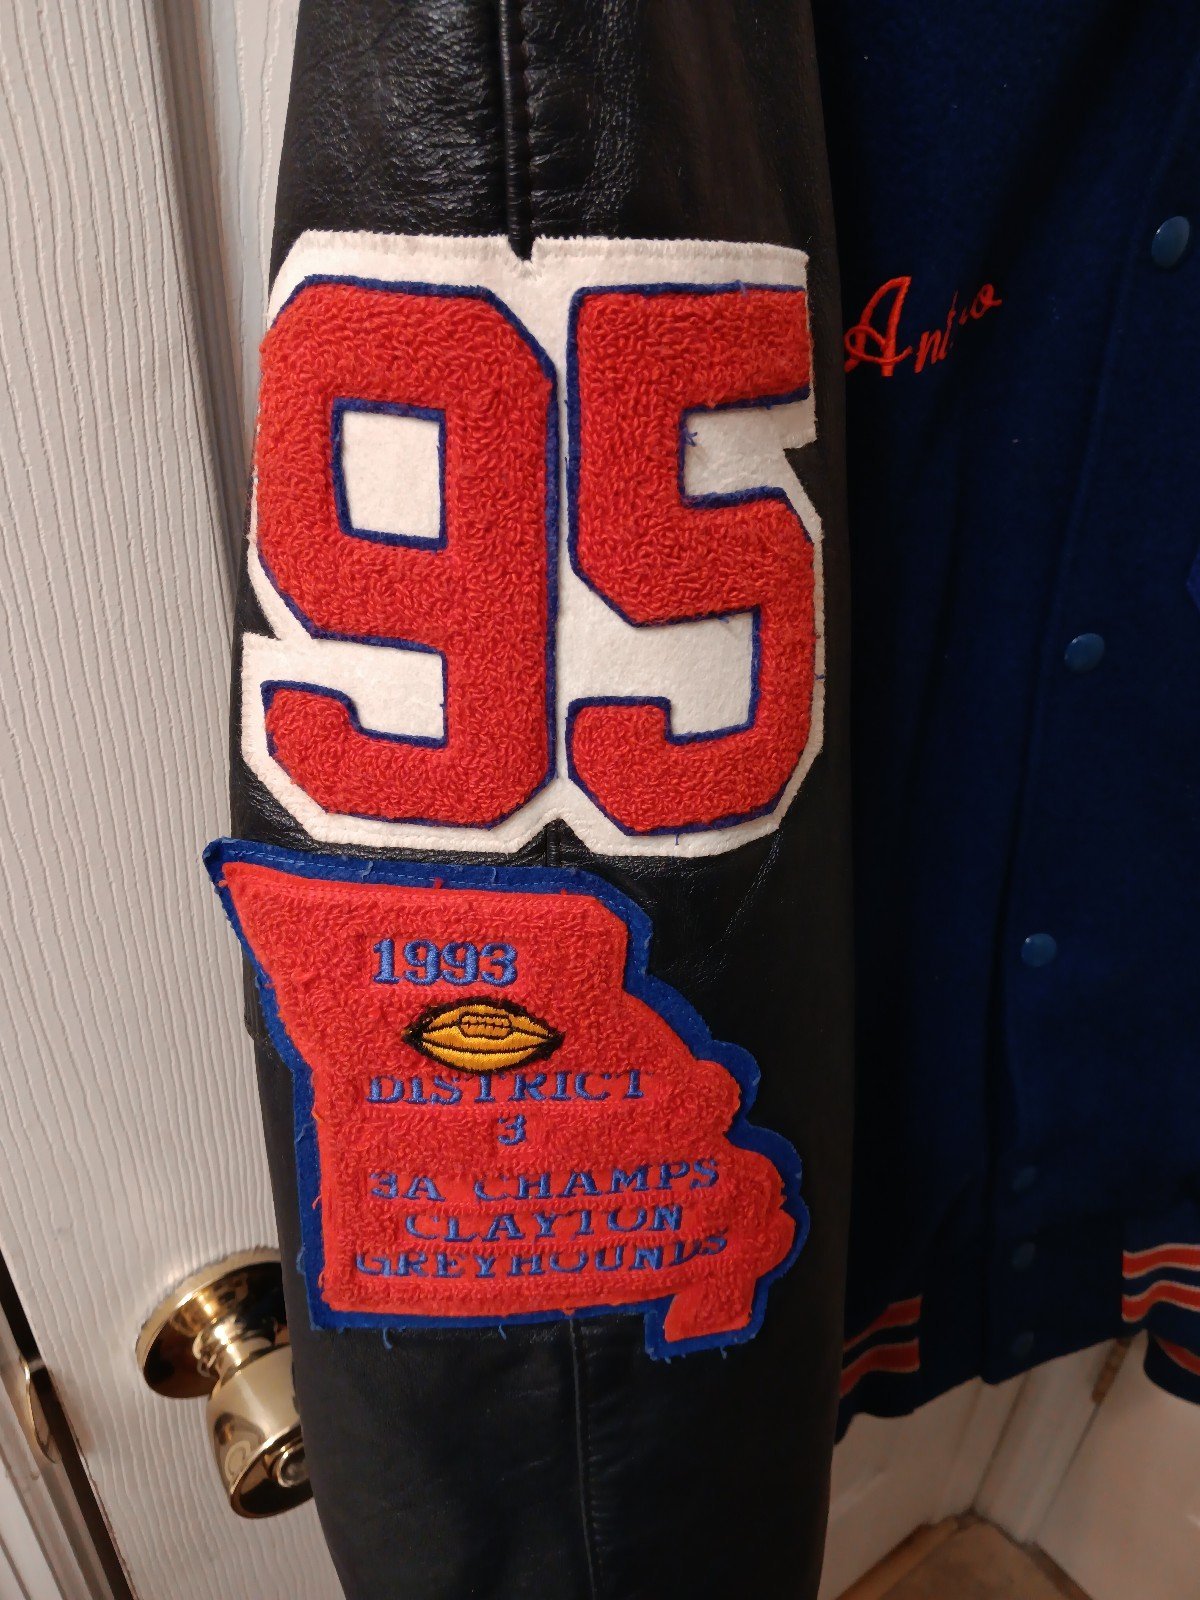 95
1993
DISTRICT
3
3A CHAMPS
CLAYTON
GREYHOUNDS